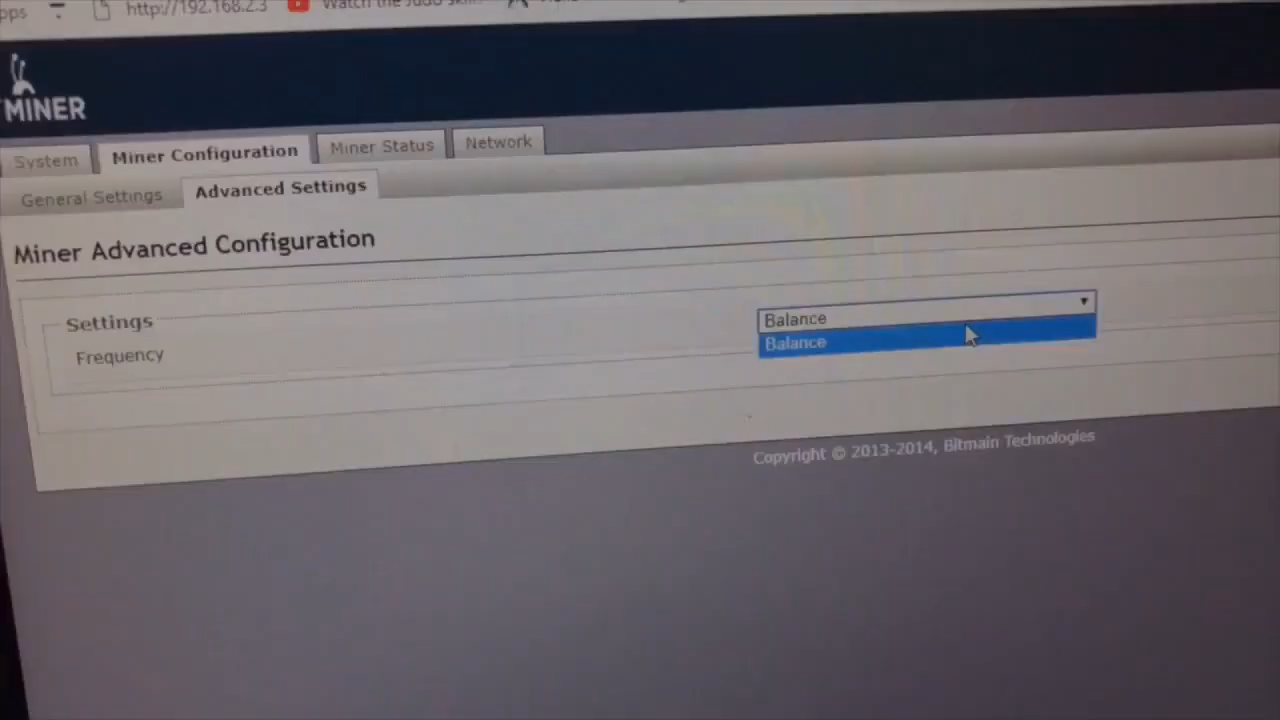 http://192.168.2.3
MINER
System Miner Configuration Miner Status Network
General Settings Advanced Settings
Miner Advanced Configuration
Settings
Balance
Frequency
Balance
Copyright © 2013-2014, Bitmain Technologies